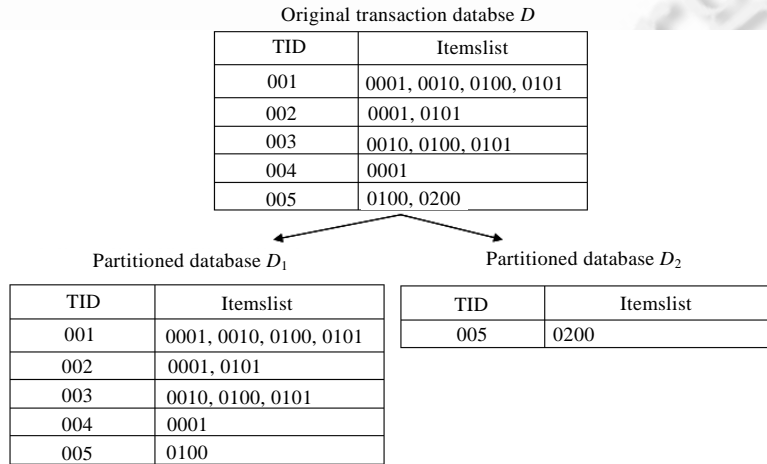 Original transaction databse D
TID Itemslist
001 0001, 0010, 0100, 0101
002 0001, 0101
003 0010, 0100, 0101
004 0001
005 0100, 0200
Partitioned database D1
TID Itemslist
001 0001, 0010, 0100, 0101
002 0001, 0101
003 0010, 0100, 0101
004 0001
005 0100
Partitioned database D2
TID Itemslist
005 0200